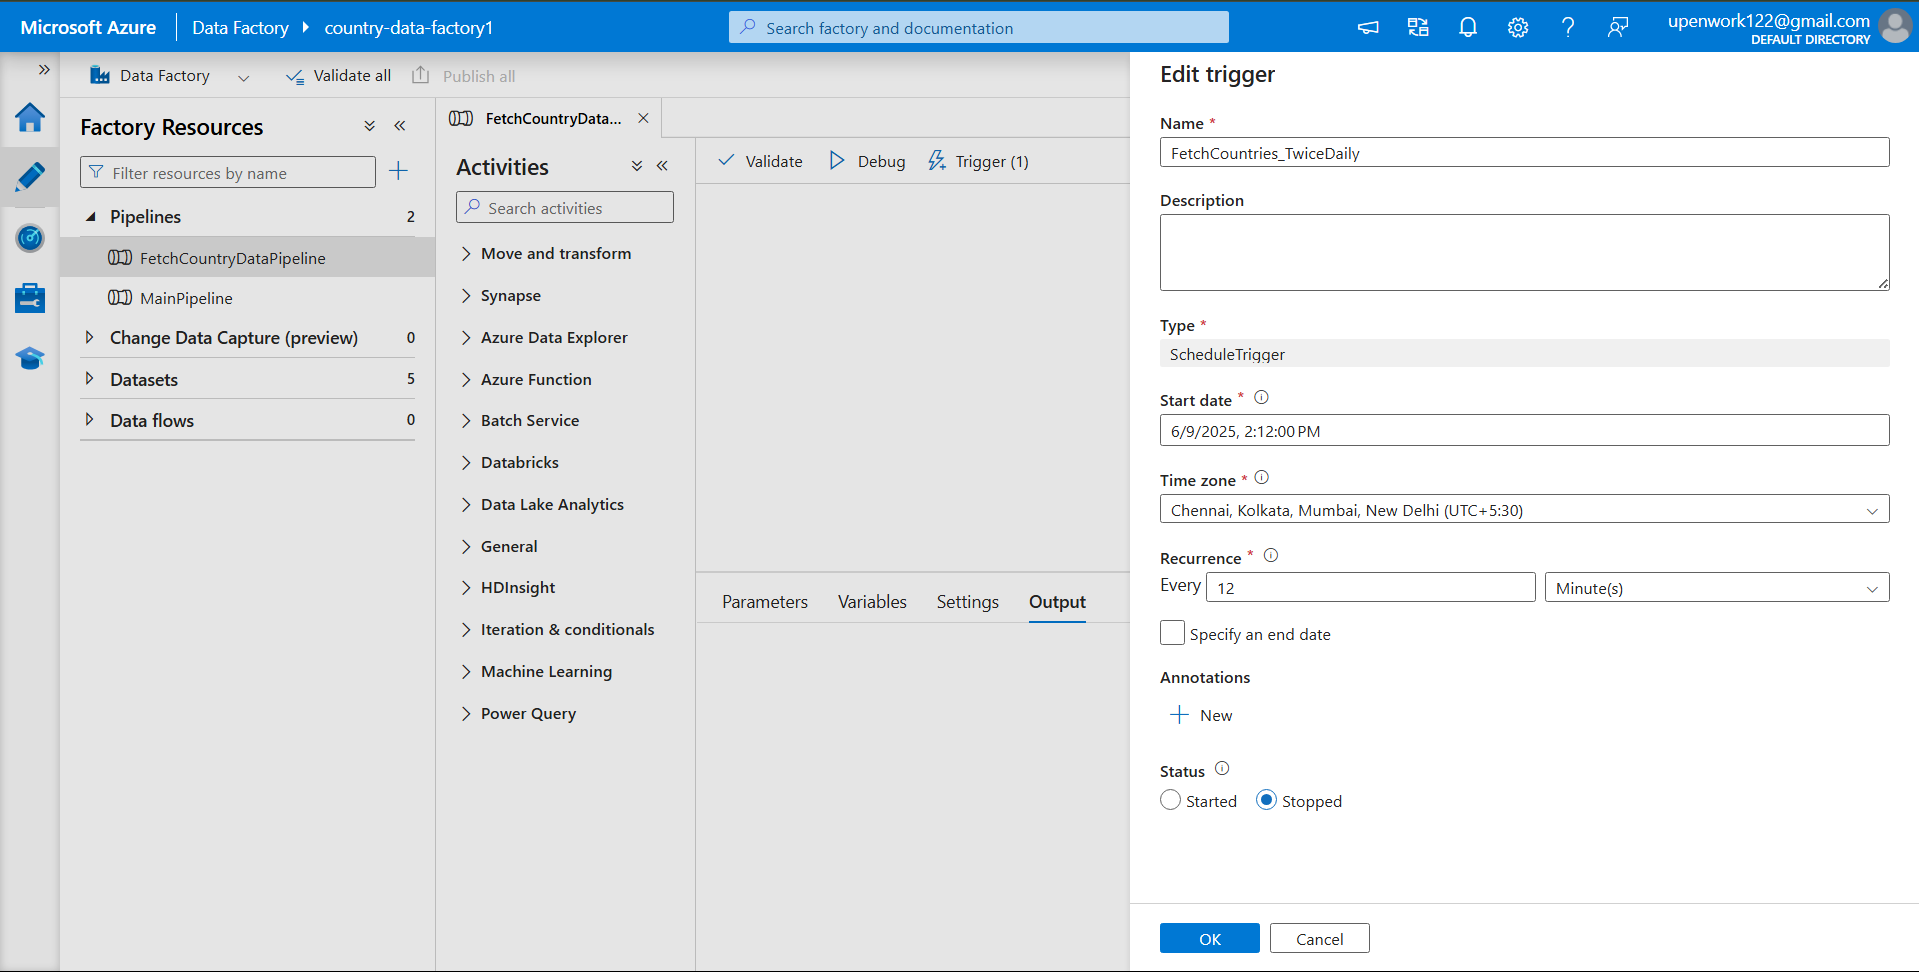 Microsoft Azure
Data Factory
country-data-factory1
Search factory and documentation
upenwork122@gmail.com
DEFAULT DIRECTORY
Data Factory
Validate all
Publish all
Factory Resources
Filter resources by name
Pipelines 2
FetchCountryDataPipeline
MainPipeline
Change Data Capture (preview) 0
Datasets 5
Data flows 0
FetchCountryData...
Activities
Search activities
Move and transform
Synapse
Azure Data Explorer
Azure Function
Batch Service
Databricks
Data Lake Analytics
General
HDInsight
Iteration & conditionals
Machine Learning
Power Query
Validate Debug Trigger (1)
Parameters Variables Settings Output
Edit trigger
Name *
FetchCountries_TwiceDaily
Description
Type *
ScheduleTrigger
Start date *
6/9/2025, 2:12:00 PM
Time zone *
Chennai, Kolkata, Mumbai, New Delhi (UTC+5:30)
Recurrence *
Every 12 Minute(s)
Specify an end date
Annotations
New
Status
Started Stopped
OK Cancel